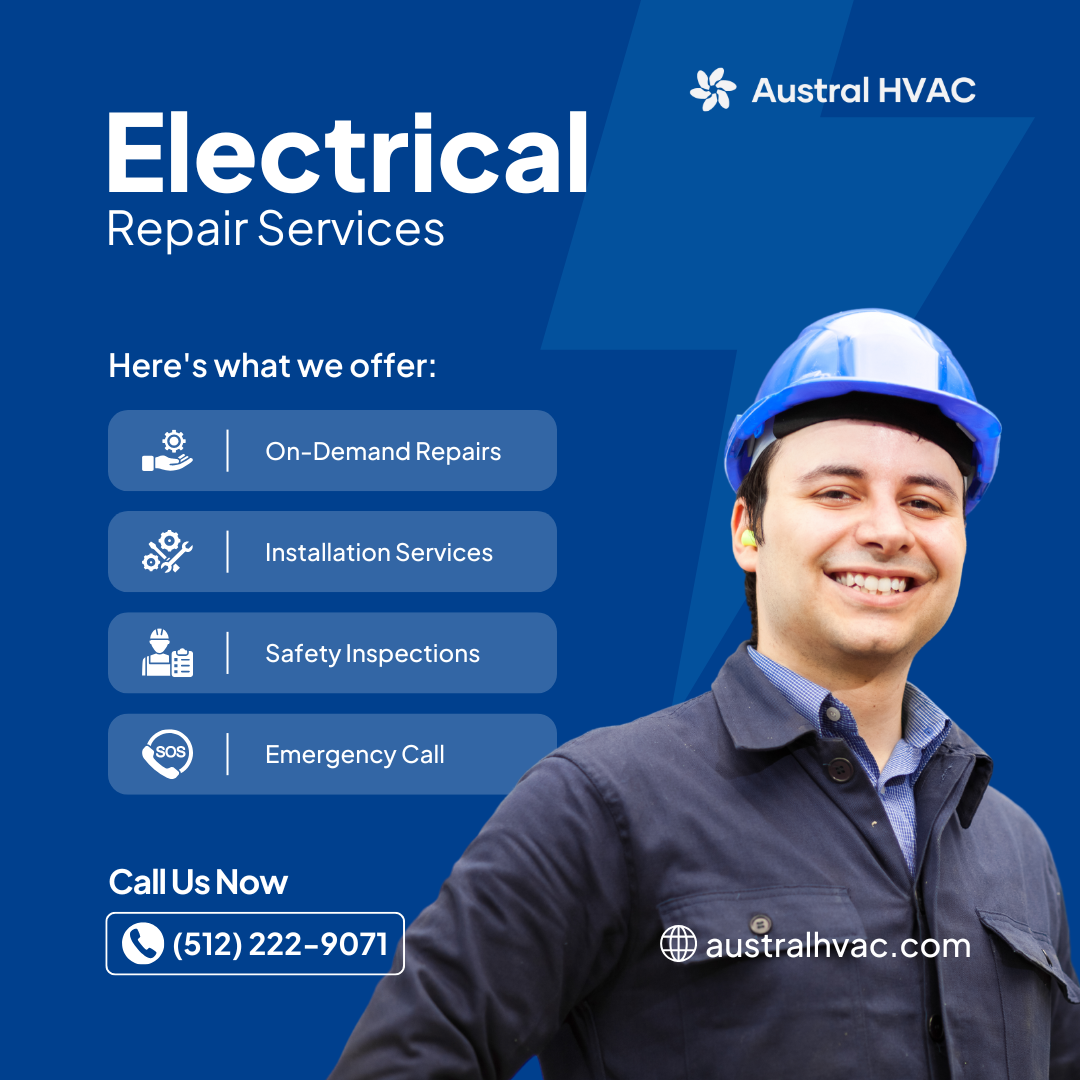 Austral HVAC
Electrical
Repair Services
Here's what we offer:
On-Demand Repairs
Installation Services
Safety Inspections
SOS
Emergency Call
Call Us Now
(512) 222-9071
australhvac.com